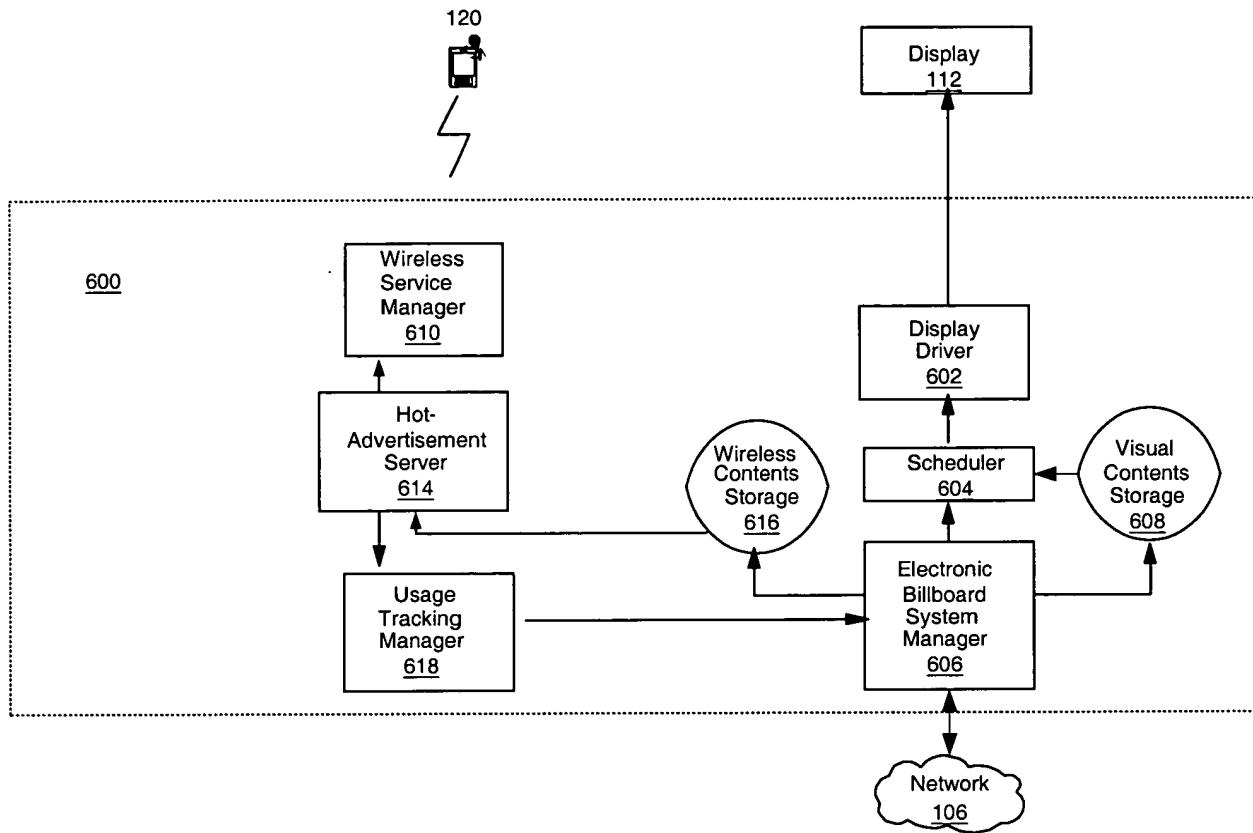 120
Display
112
600
Wireless
Service
Manager
610
Display
Driver
602
Hot-
Advertisement
Server
614
Wireless
Contents
Storage
616
Scheduler
604
Visual
Contents
Storage
608
Usage
Tracking
Manager
618
Electronic
Billboard
System
Manager
606
Network
106